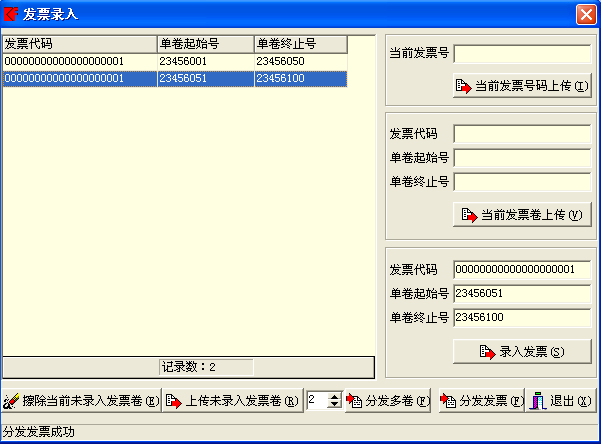 发票录入
发票代码 单卷起始号 单卷终止号
00000000000000000001 23456001 23456050
00000000000000000001 23456051 23456100
记录数：2
当前发票号
当前发票号码上传(I)
发票代码
单卷起始号
单卷终止号
当前发票卷上传(V)
发票代码 00000000000000000001
单卷起始号 23456051
单卷终止号 23456100
录入发票(S)
擦除当前未录入发票卷(E) 上传未录入发票卷(R) 2 分发多卷(F) 分发发票(F) 退出(X)
分发发票成功